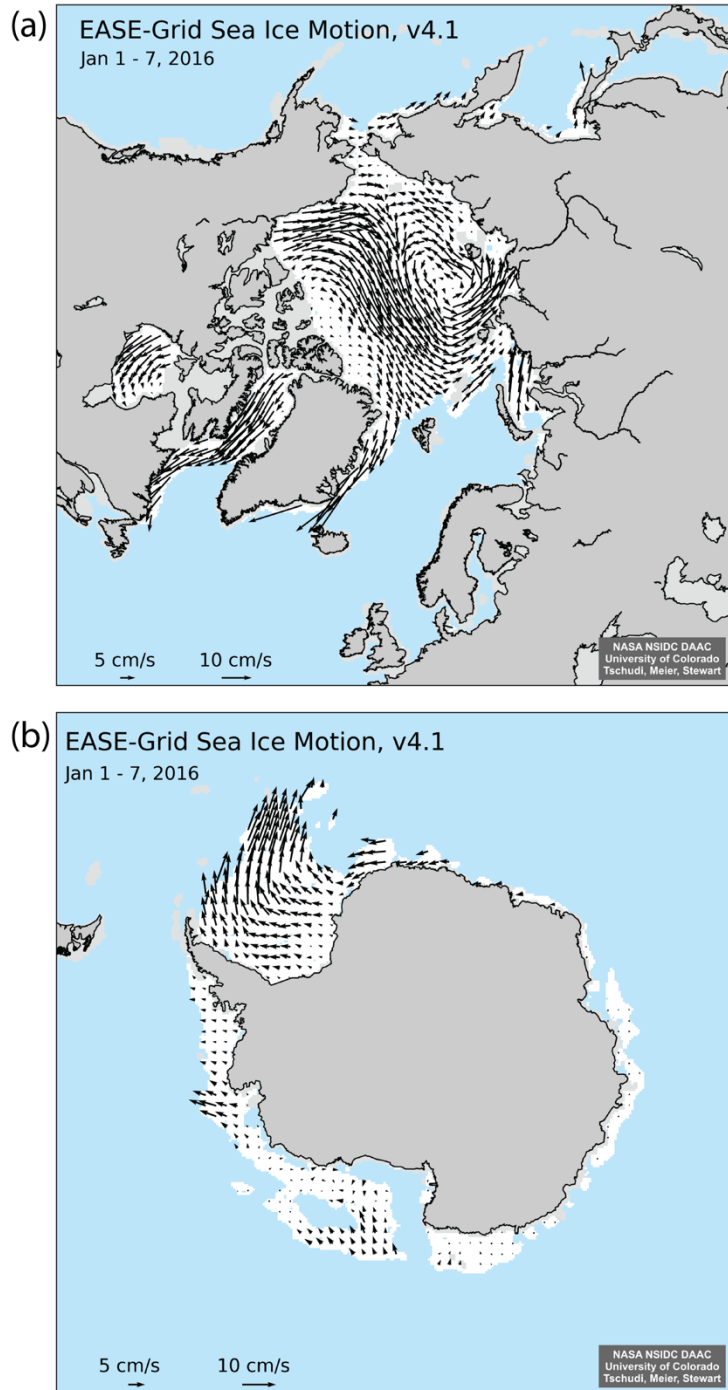 (a)
EASE-Grid Sea Ice Motion, v4.1
Jan 1 - 7, 2016
5 cm/s
10 cm/s
NASA NSIDC DAAC
University of Colorado
Tschudi, Meier, Stewart
(b)
EASE-Grid Sea Ice Motion, v4.1
Jan 1 - 7, 2016
5 cm/s
10 cm/s
NASA NSIDC DAAC
University of Colorado
Tschudi, Meier, Stewart